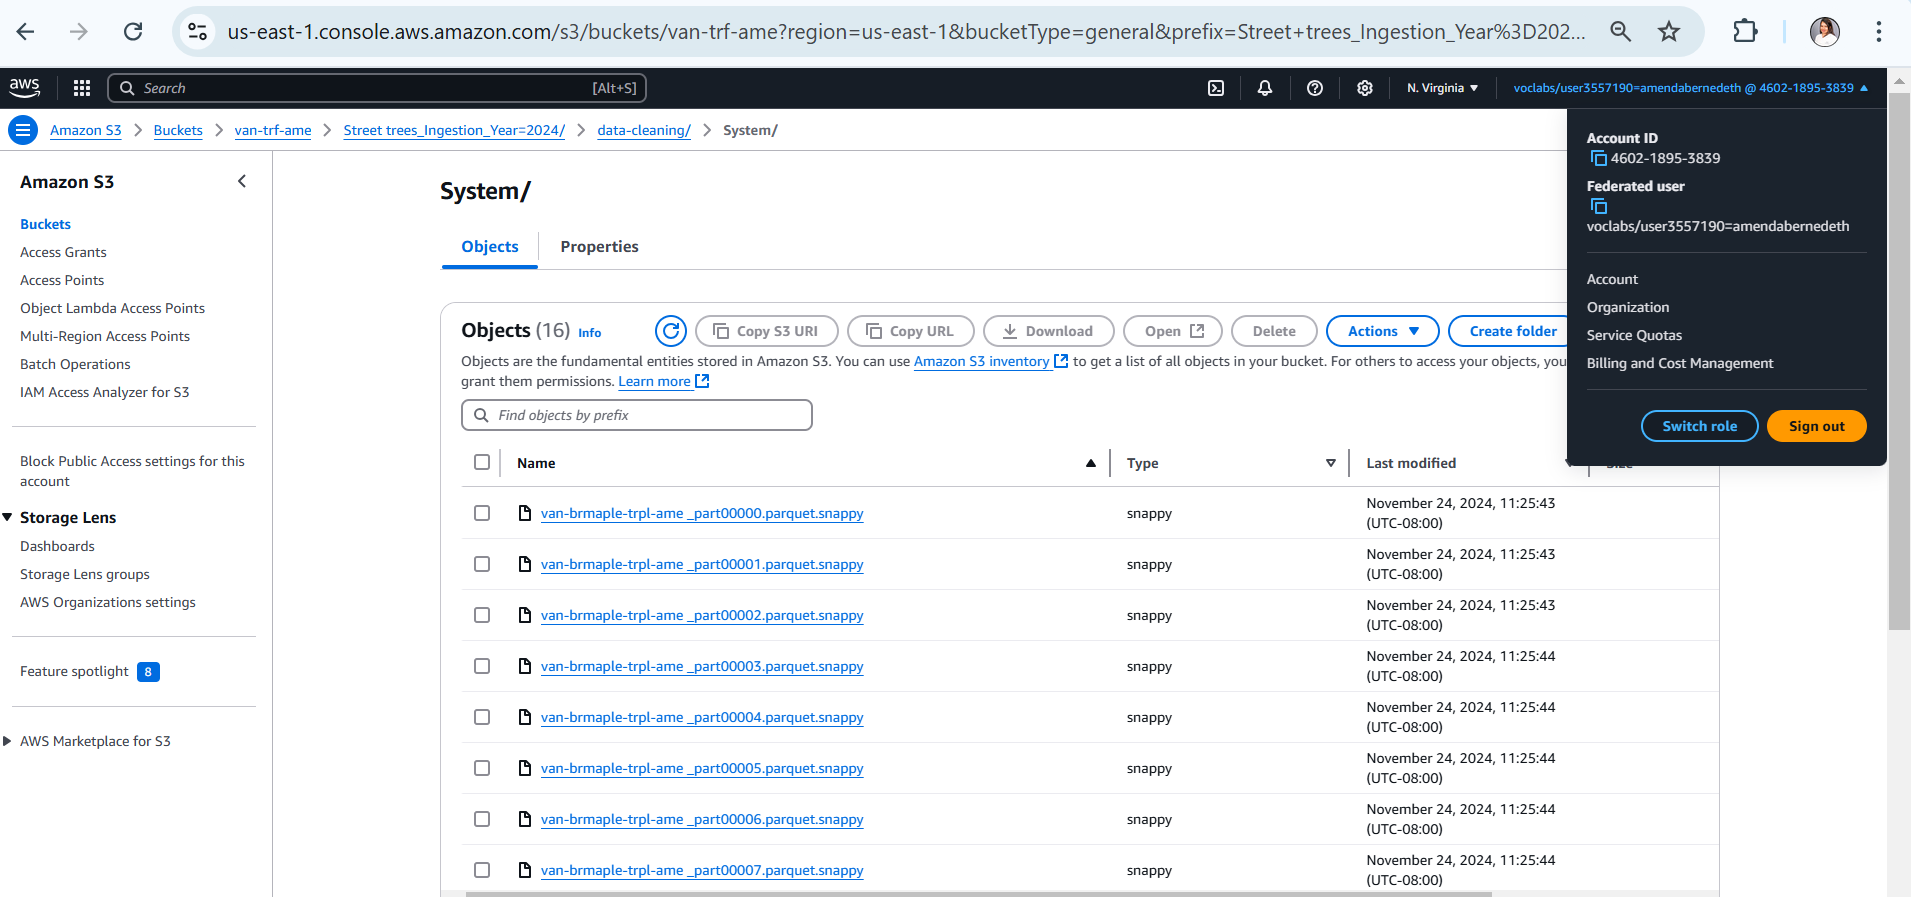 us-east-1.console.aws.amazon.com/s3/buckets/van-trf-ame?region=us-east-1&bucketType=general&prefix=Street+trees_Ingestion_Year%3D202...
aws Search [Alt+S] N. Virginia voclabs/user3557190=amendabernedeth @ 4602-1895-3839
Amazon S3 Buckets van-trf-ame Street trees_Ingestion_Year=2024/ data-cleaning/ System/
Account ID
4602-1895-3839
Federated user
voclabs/user3557190=amendabernedeth
Account
Organization
Service Quotas
Billing and Cost Management
Switch role Sign out
Amazon S3
Buckets
Access Grants
Access Points
Object Lambda Access Points
Multi-Region Access Points
Batch Operations
IAM Access Analyzer for S3
Block Public Access settings for this
account
Storage Lens
Dashboards
Storage Lens groups
AWS Organizations settings
Feature spotlight 8
AWS Marketplace for S3
System/
Objects Properties
Objects (16) Info Copy S3 URI Copy URL Download Open Delete Actions Create folder
Objects are the fundamental entities stored in Amazon S3. You can use Amazon S3 inventory to get a list of all objects in your bucket. For others to access your objects, you
grant them permissions. Learn more
Find objects by prefix
Name Type Last modified
van-brmaple-trpl-ame _part00000.parquet.snappy snappy November 24, 2024, 11:25:43
(UTC-08:00)
van-brmaple-trpl-ame _part00001.parquet.snappy snappy November 24, 2024, 11:25:43
(UTC-08:00)
van-brmaple-trpl-ame _part00002.parquet.snappy snappy November 24, 2024, 11:25:43
(UTC-08:00)
van-brmaple-trpl-ame _part00003.parquet.snappy snappy November 24, 2024, 11:25:44
(UTC-08:00)
van-brmaple-trpl-ame _part00004.parquet.snappy snappy November 24, 2024, 11:25:44
(UTC-08:00)
van-brmaple-trpl-ame _part00005.parquet.snappy snappy November 24, 2024, 11:25:44
(UTC-08:00)
van-brmaple-trpl-ame _part00006.parquet.snappy snappy November 24, 2024, 11:25:44
(UTC-08:00)
van-brmaple-trpl-ame _part00007.parquet.snappy snappy November 24, 2024, 11:25:44
(UTC-08:00)